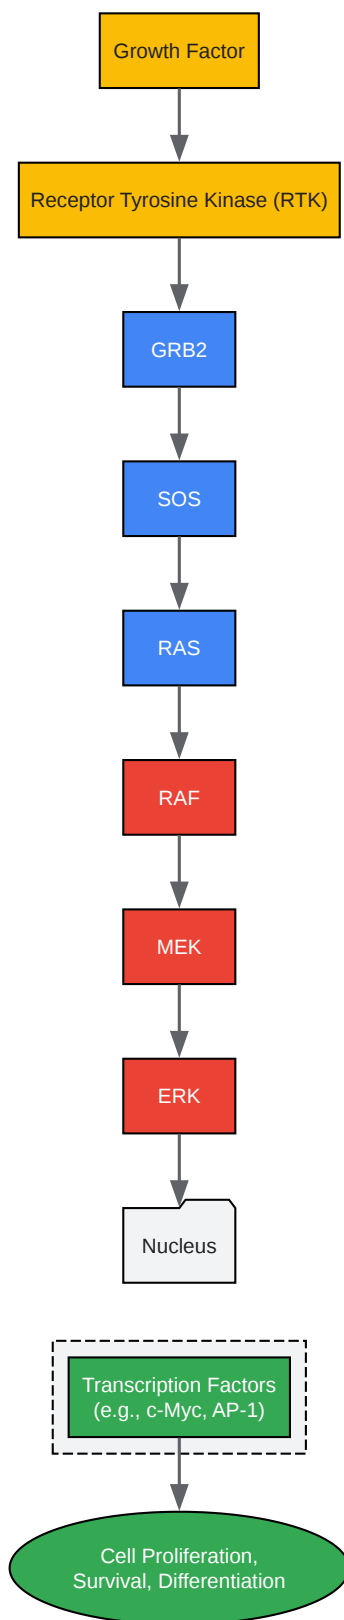 Growth Factor
Receptor Tyrosine Kinase (RTK)
GRB2
SOS
RAS
RAF
MEK
ERK
Nucleus
Transcription Factors
(e.g., c-Myc, AP-1)
Cell Proliferation,
Survival, Differentiation